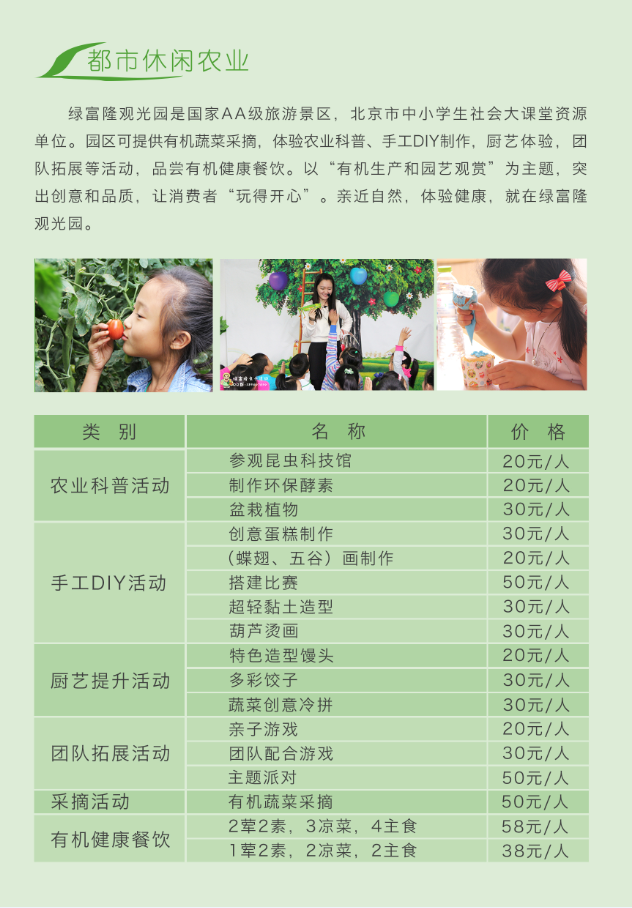 都市休闲农业
绿富隆观光园是国家AA级旅游景区，北京市中小学生社会大课堂资源
单位。园区可提供有机蔬菜采摘，体验农业科普、手工DIY制作，厨艺体验，团
队拓展等活动，品尝有机健康餐饮。以“有机生产和园艺观赏”为主题，突
出创意和品质，让消费者“玩得开心”。亲近自然，体验健康，就在绿富隆
观光园。
类 别 名 称 价 格
农业科普活动
参观昆虫科技馆 20元/人
制作环保酵素 20元/人
盆栽植物 30元/人
手工DIY活动
创意蛋糕制作 30元/人
（蝶翅、五谷）画制作 20元/人
搭建比赛 50元/人
超轻黏土造型 30元/人
葫芦烫画 30元/人
厨艺提升活动
特色造型馒头 20元/人
多彩饺子 30元/人
蔬菜创意冷拼 30元/人
团队拓展活动
亲子游戏 20元/人
团队配合游戏 30元/人
主题派对 50元/人
采摘活动 有机蔬菜采摘 50元/人
有机健康餐饮
2荤2素，3凉菜，4主食 58元/人
1荤2素，2凉菜，2主食 38元/人